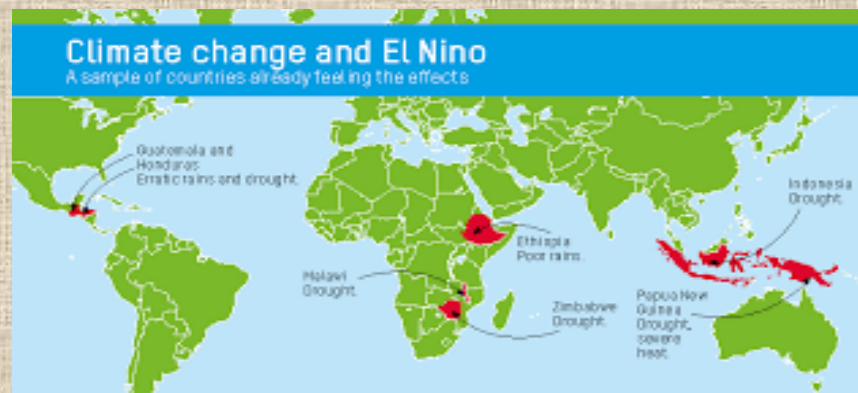 Climate change and El Nino
A sample of countries already feeling the effects
Guatemala and
Honduras
Erratic rains and drought.
Indonesia
Drought.
Ethiopia
Poor rains.
Malawi
Drought.
Zimbabwe
Drought.
Papua New
Guinea
Drought,
severe
heat.